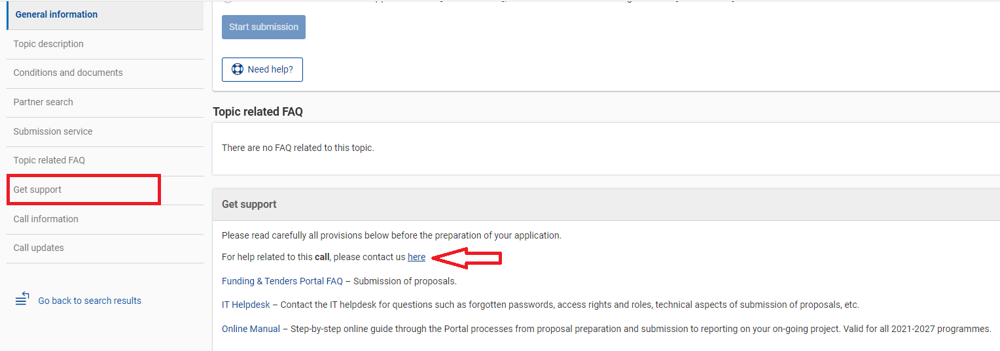 General information
Topic description
Conditions and documents
Partner search
Submission service
Topic related FAQ
Get support
Call information
Call updates
Go back to search results
Start submission
Need help?
Topic related FAQ
There are no FAQ related to this topic.
Get support
Please read carefully all provisions below before the preparation of your application.
For help related to this call, please contact us here
Funding & Tenders Portal FAQ – Submission of proposals.
IT Helpdesk – Contact the IT helpdesk for questions such as forgotten passwords, access rights and roles, technical aspects of submission of proposals, etc.
Online Manual – Step-by-step online guide through the Portal processes from proposal preparation and submission to reporting on your on-going project. Valid for all 2021-2027 programmes.